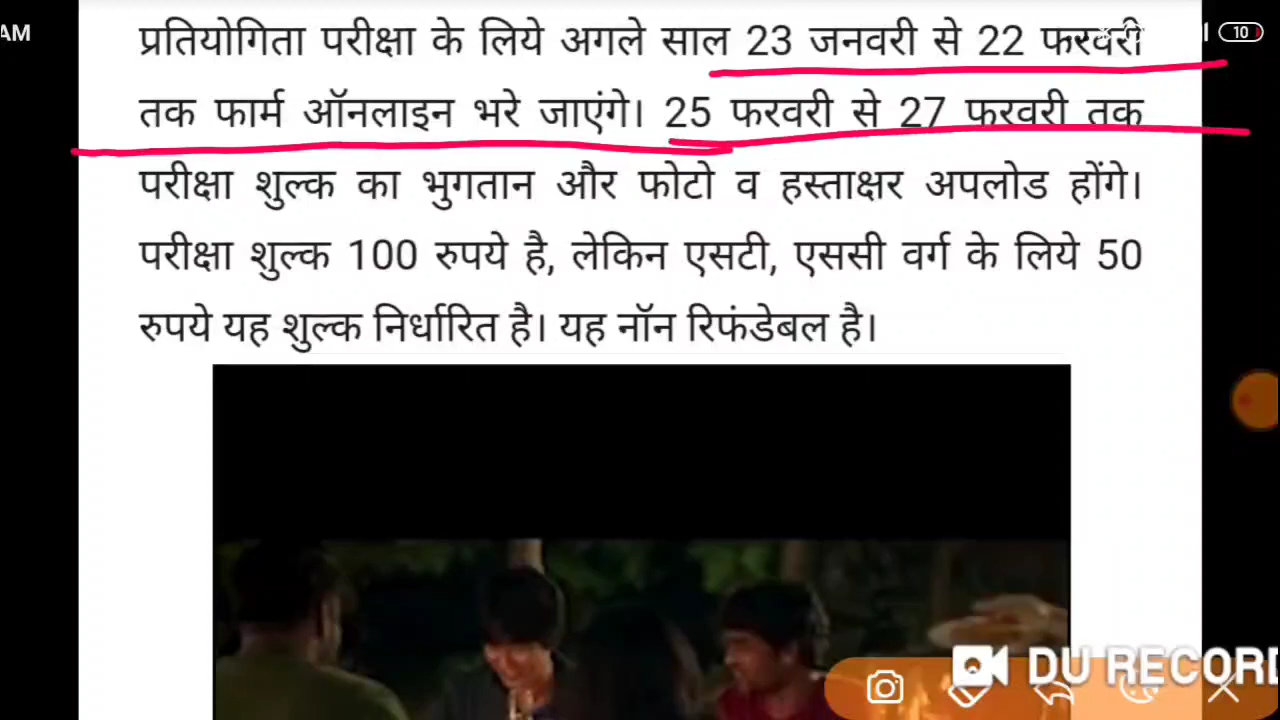 AM
10
प्रतियोगिता परीक्षा के लिये अगले साल 23 जनवरी से 22 फरवरी
तक फार्म ऑनलाइन भरे जाएंगे। 25 फरवरी से 27 फरवरी तक
परीक्षा शुल्क का भुगतान और फोटो व हस्ताक्षर अपलोड होंगे।
परीक्षा शुल्क 100 रुपये है, लेकिन एसटी, एससी वर्ग के लिये 50
रुपये यह शुल्क निर्धारित है। यह नॉन रिफंडेबल है।
DU RECORD